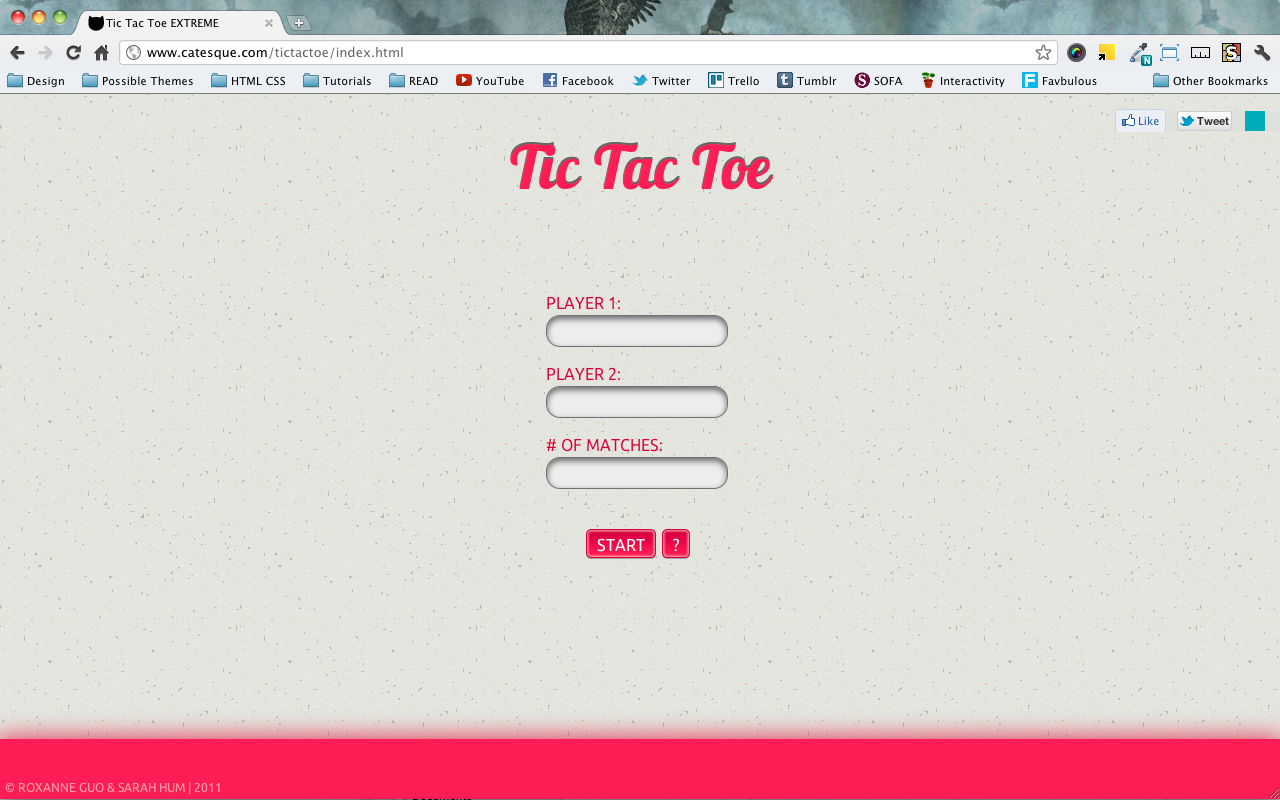 Tic Tac Toe EXTREME
www.catesque.com/tictactoe/index.html
Design Possible Themes HTML CSS Tutorials READ YouTube Facebook Twitter Trello Tumblr SOFA Interactivity Favbulous Other Bookmarks
Like Tweet
Tic Tac Toe
PLAYER 1:
PLAYER 2:
# OF MATCHES:
START ?
© ROXANNE GUO & SARAH HUM | 2011